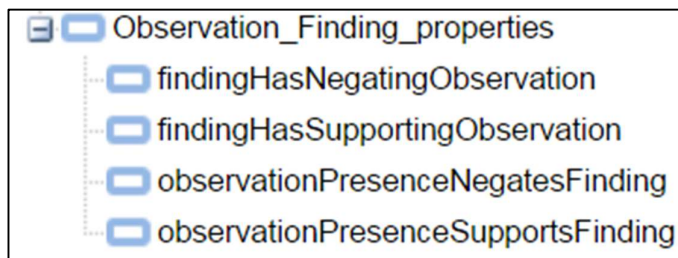 Observation_Finding_properties
findingHasNegatingObservation
findingHasSupportingObservation
observationPresenceNegatesFinding
observationPresenceSupportsFinding